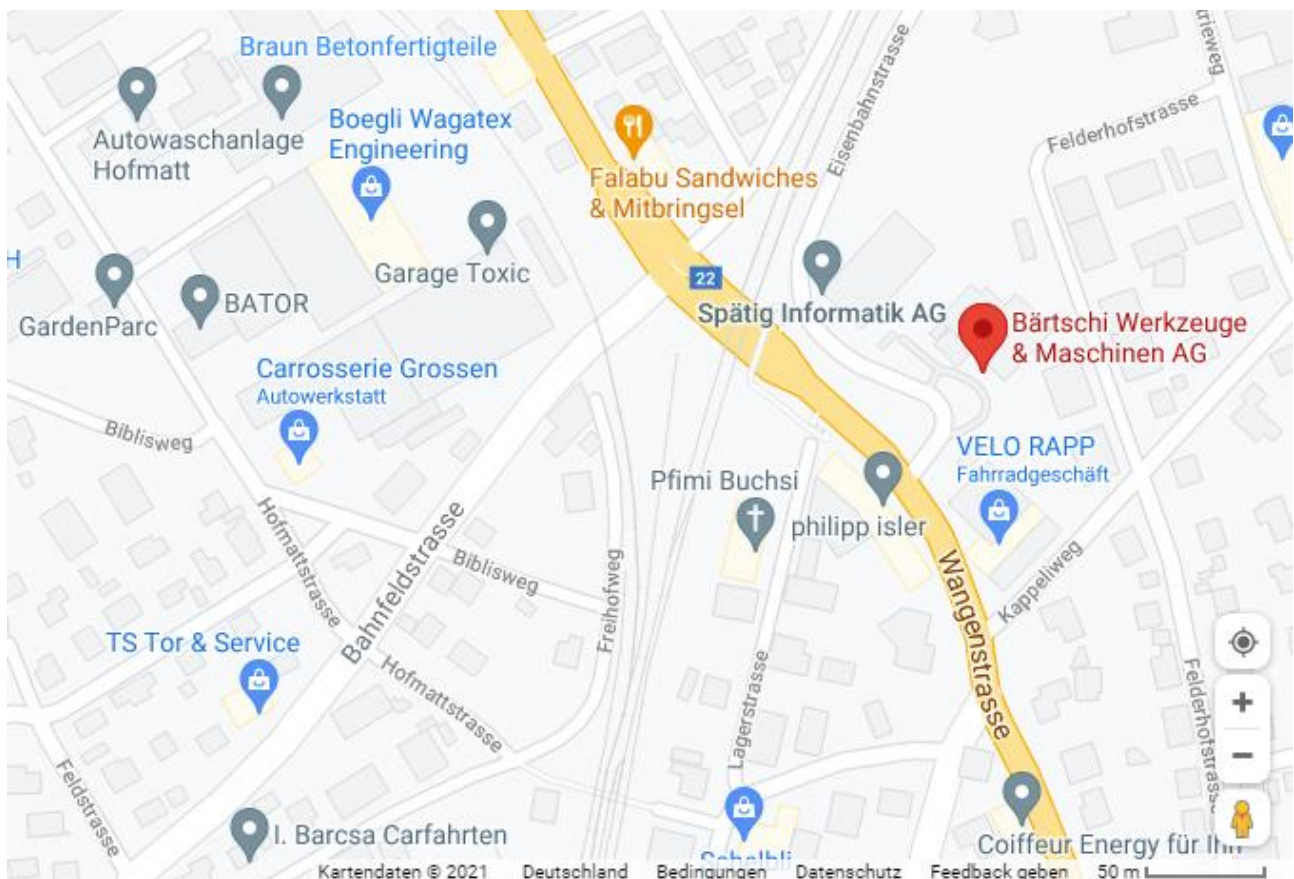 Braun Betonfertigteile
Autowaschanlage
Hofmatt
Boegli Wagatex
Engineering
Falabu Sandwiches
& Mitbringsel
Eisenbahnstrasse
Felderhofstrasse
H
GardenParc
BATOR
Garage Toxic
22
Spätig Informatik AG
Bärtschi Werkzeuge
& Maschinen AG
Carrosserie Grossen
Autowerkstatt
Biblisweg
Hofmattstrasse
Bahnfeldstrasse
Biblisweg
Freihofweg
Pfimi Buchsi
philipp isler
VELO RAPP
Fahrradgeschäft
Kappeliweg
Wangenstrasse
TS Tor & Service
Hofmattstrasse
Lagerstrasse
Felderhofstrasse
Feldstrasse
I. Barcsa Carfahrten
Coiffeur Energy für Ihn
Kartendaten © 2021 Deutschland Bedingungen Datenschutz Feedback geben 50 m